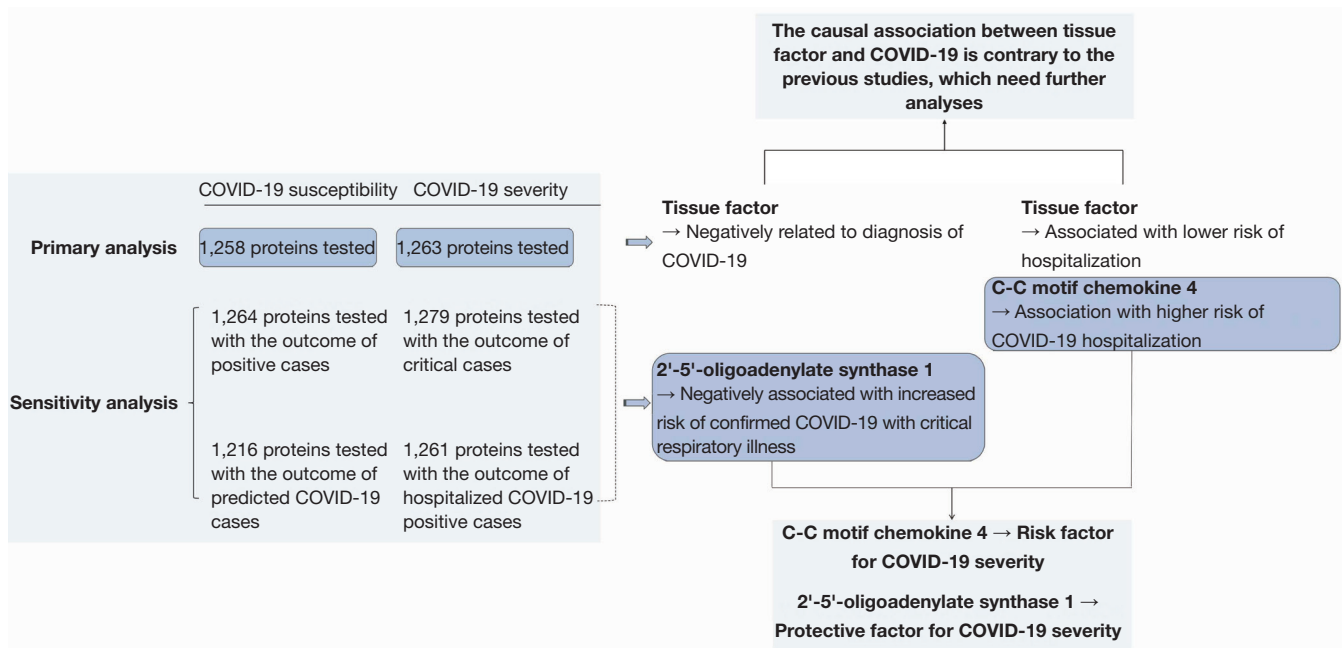 The causal association between tissue
factor and COVID-19 is contrary to the
previous studies, which need further
analyses
COVID-19 susceptibility
COVID-19 severity
Primary analysis
1,258 proteins tested
1,263 proteins tested
Tissue factor
→ Negatively related to diagnosis of
COVID-19
Tissue factor
→ Associated with lower risk of
hospitalization
C-C motif chemokine 4
→ Association with higher risk of
COVID-19 hospitalization
Sensitivity analysis
1,264 proteins tested
with the outcome of
positive cases
1,279 proteins tested
with the outcome of
critical cases
1,216 proteins tested
with the outcome of
predicted COVID-19
cases
1,261 proteins tested
with the outcome of
hospitalized COVID-19
positive cases
2'-5'-oligoadenylate synthase 1
→ Negatively associated with increased
risk of confirmed COVID-19 with critical
respiratory illness
C-C motif chemokine 4 → Risk factor
for COVID-19 severity
2'-5'-oligoadenylate synthase 1 →
Protective factor for COVID-19 severity